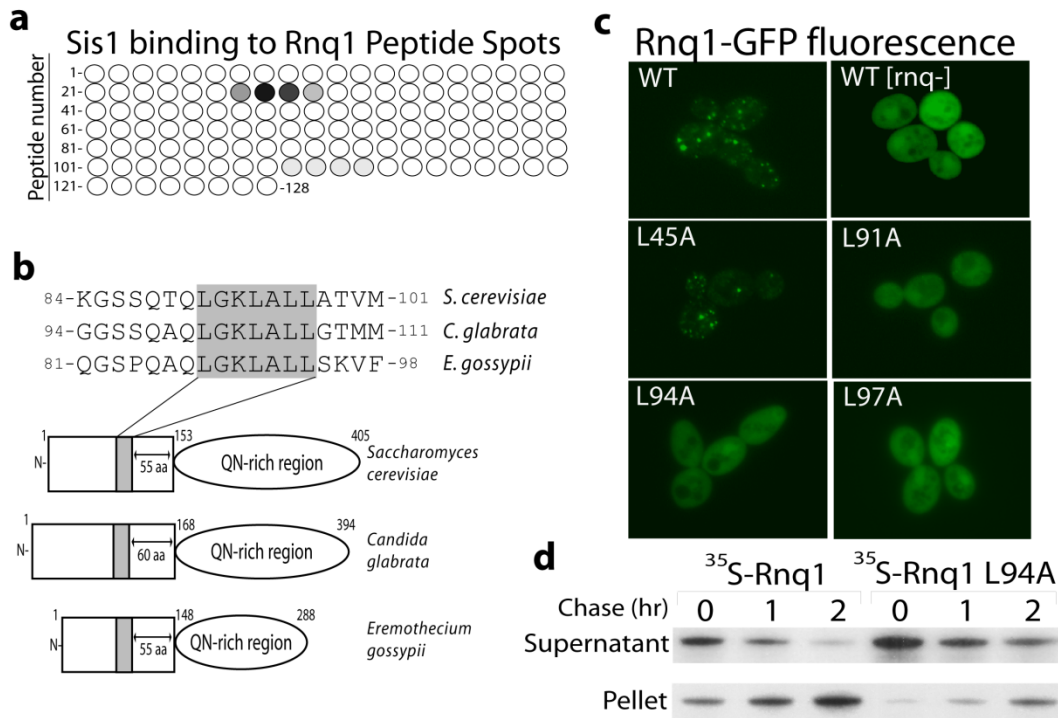 a
Sis1 binding to Rnq1 Peptide Spots
Peptide number
1-
21-
41-
61-
81-
101-
121-
-128
b
84-KGSSQTQLGKLALLATVM-101 S. cerevisiae
94-GGSSQAQLGKLALLGTMM-111 C. glabrata
81-QGSPQAQLGKLALLSKVF-98 E. gossypii
1 153 405
N- 55 aa QN-rich region Saccharomyces cerevisiae
1 168 394
N- 60 aa QN-rich region Candida glabrata
1 148 288
N- 55 aa QN-rich region Eremothecium gossypii
c
Rnq1-GFP fluorescence
WT WT [rnq-]
L45A L91A
L94A L97A
d
35S-Rnq1 35S-Rnq1 L94A
Chase (hr) 0 1 2 0 1 2
Supernatant
Pellet